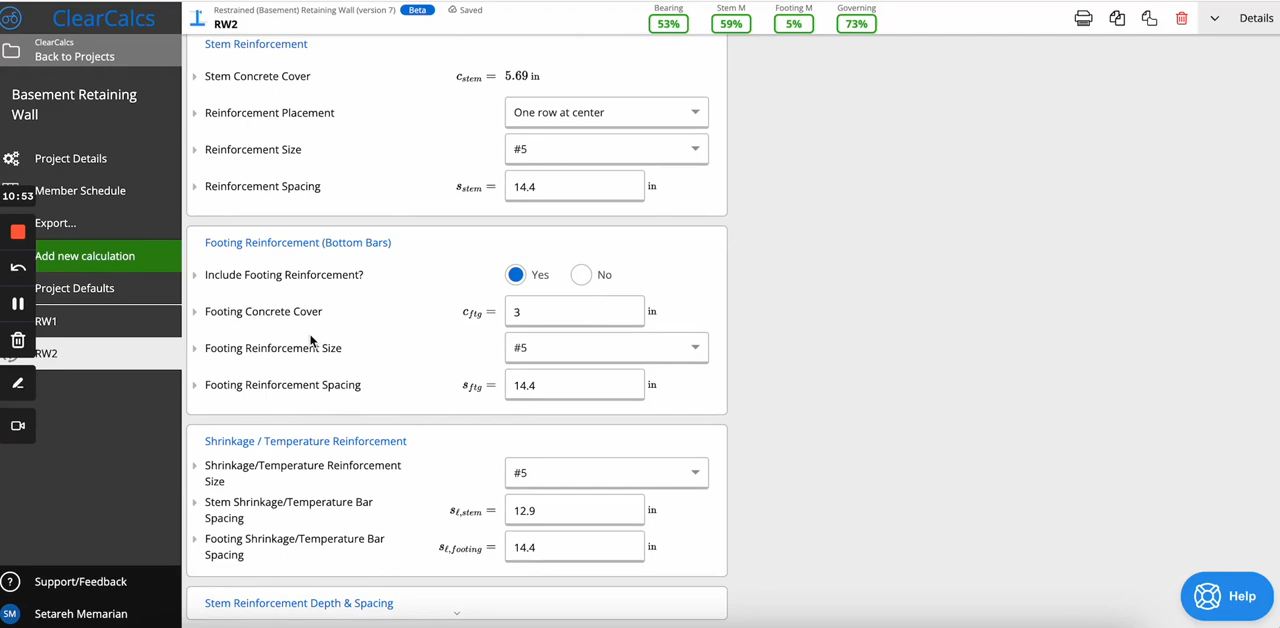 ClearCalcs
Restrained (Basement) Retaining Wall (version 7) Beta Saved
RW2
Bearing
53%
Stem M
59%
Footing M
5%
Governing
73%
Details
ClearCalcs
Back to Projects
Basement Retaining
Wall
Project Details
Member Schedule
10:53
Export...
Add new calculation
Project Defaults
RW1
RW2
? Support/Feedback
SM Setareh Memarian
Stem Reinforcement
Stem Concrete Cover c_stem = 5.69 in
Reinforcement Placement One row at center
Reinforcement Size #5
Reinforcement Spacing s_stem = 14.4 in
Footing Reinforcement (Bottom Bars)
Include Footing Reinforcement? Yes No
Footing Concrete Cover c_ftg = 3 in
Footing Reinforcement Size #5
Footing Reinforcement Spacing s_ftg = 14.4 in
Shrinkage / Temperature Reinforcement
Shrinkage/Temperature Reinforcement
Size #5
Stem Shrinkage/Temperature Bar
Spacing s_ℓ,stem = 12.9 in
Footing Shrinkage/Temperature Bar
Spacing s_ℓ,footing = 14.4 in
Stem Reinforcement Depth & Spacing
Help